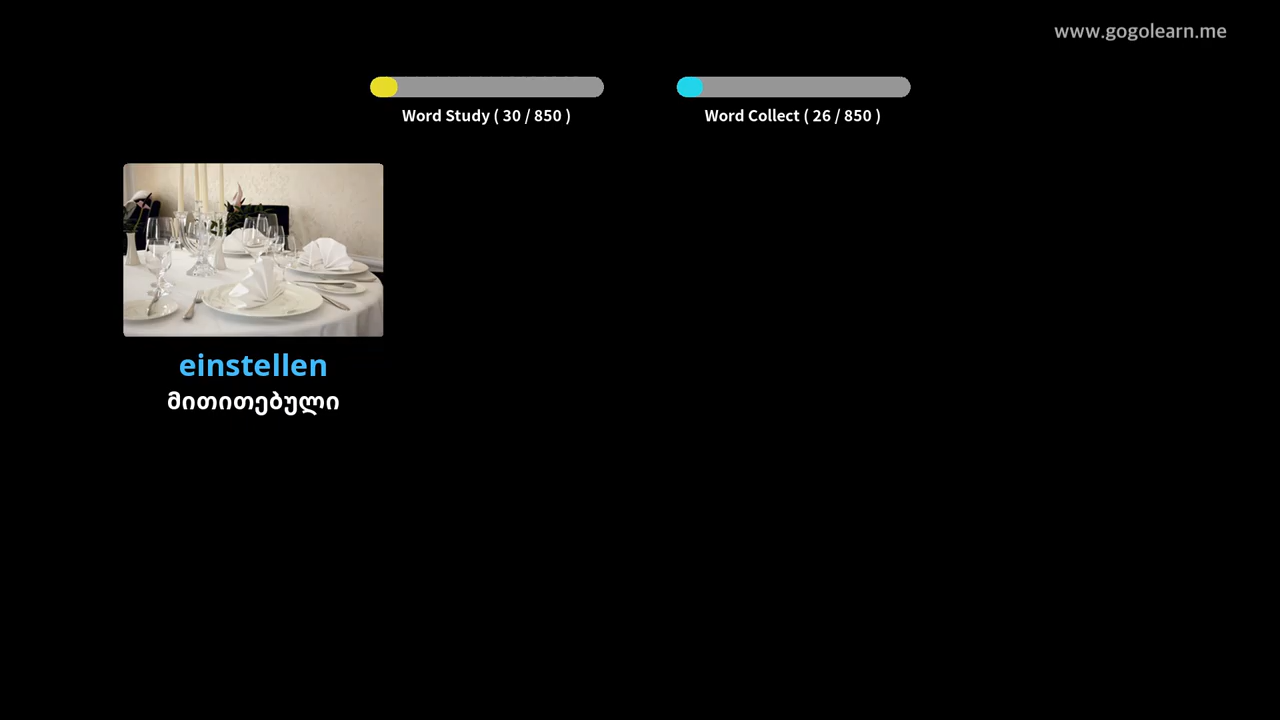 www.gogolearn.me
Word Study ( 30 / 850 )
Word Collect ( 26 / 850 )
einstellen
მითითებული